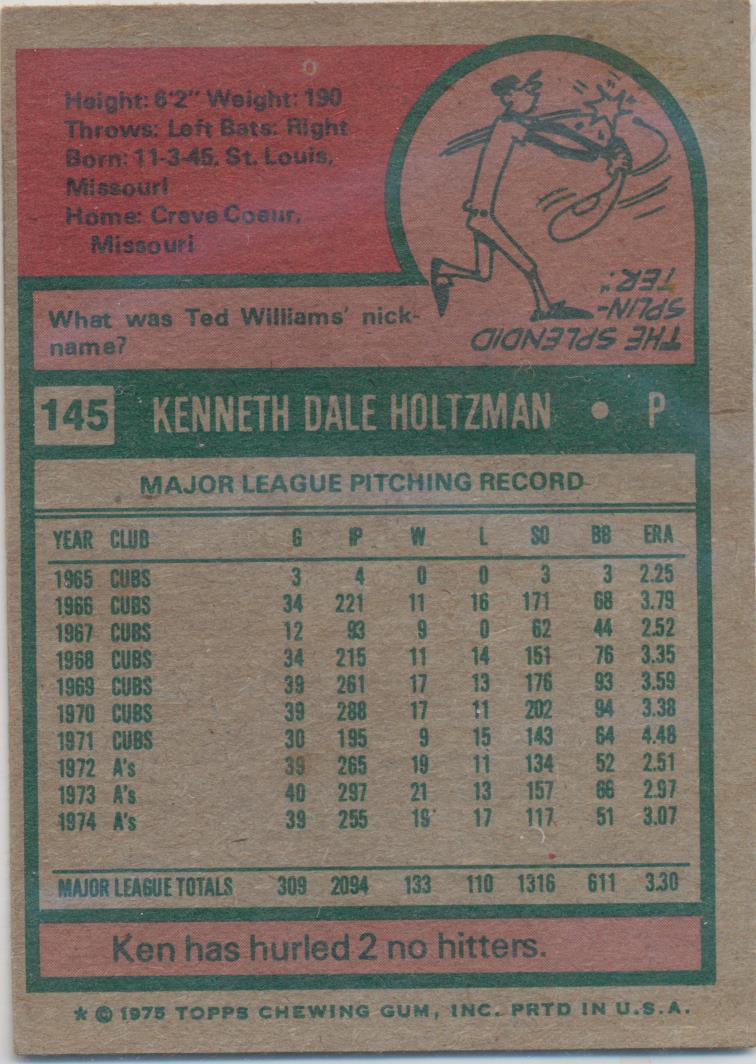 Height: 6'2" Weight: 190
Throws: Left Bats: Right
Born: 11-3-45, St. Louis,
Missouri
Home: Creve Coeur,
Missouri
What was Ted Williams' nick-
name?
THE SPLENDID
SPLIN-
TER."
145 KENNETH DALE HOLTZMAN • P
MAJOR LEAGUE PITCHING RECORD
YEAR CLUB G IP W L SO BB ERA
1965 CUBS 3 4 0 0 3 3 2.25
1966 CUBS 34 221 11 16 171 68 3.79
1967 CUBS 12 93 9 0 62 44 2.52
1968 CUBS 34 215 11 14 151 76 3.35
1969 CUBS 39 261 17 13 176 93 3.59
1970 CUBS 39 288 17 11 202 94 3.38
1971 CUBS 30 195 9 15 143 64 4.48
1972 A's 39 265 19 11 134 52 2.51
1973 A's 40 297 21 13 157 66 2.97
1974 A's 39 255 19 17 117 51 3.07
MAJOR LEAGUE TOTALS 309 2094 133 110 1316 611 3.30
Ken has hurled 2 no hitters.
* © 1975 TOPPS CHEWING GUM, INC. PRTD IN U.S.A.